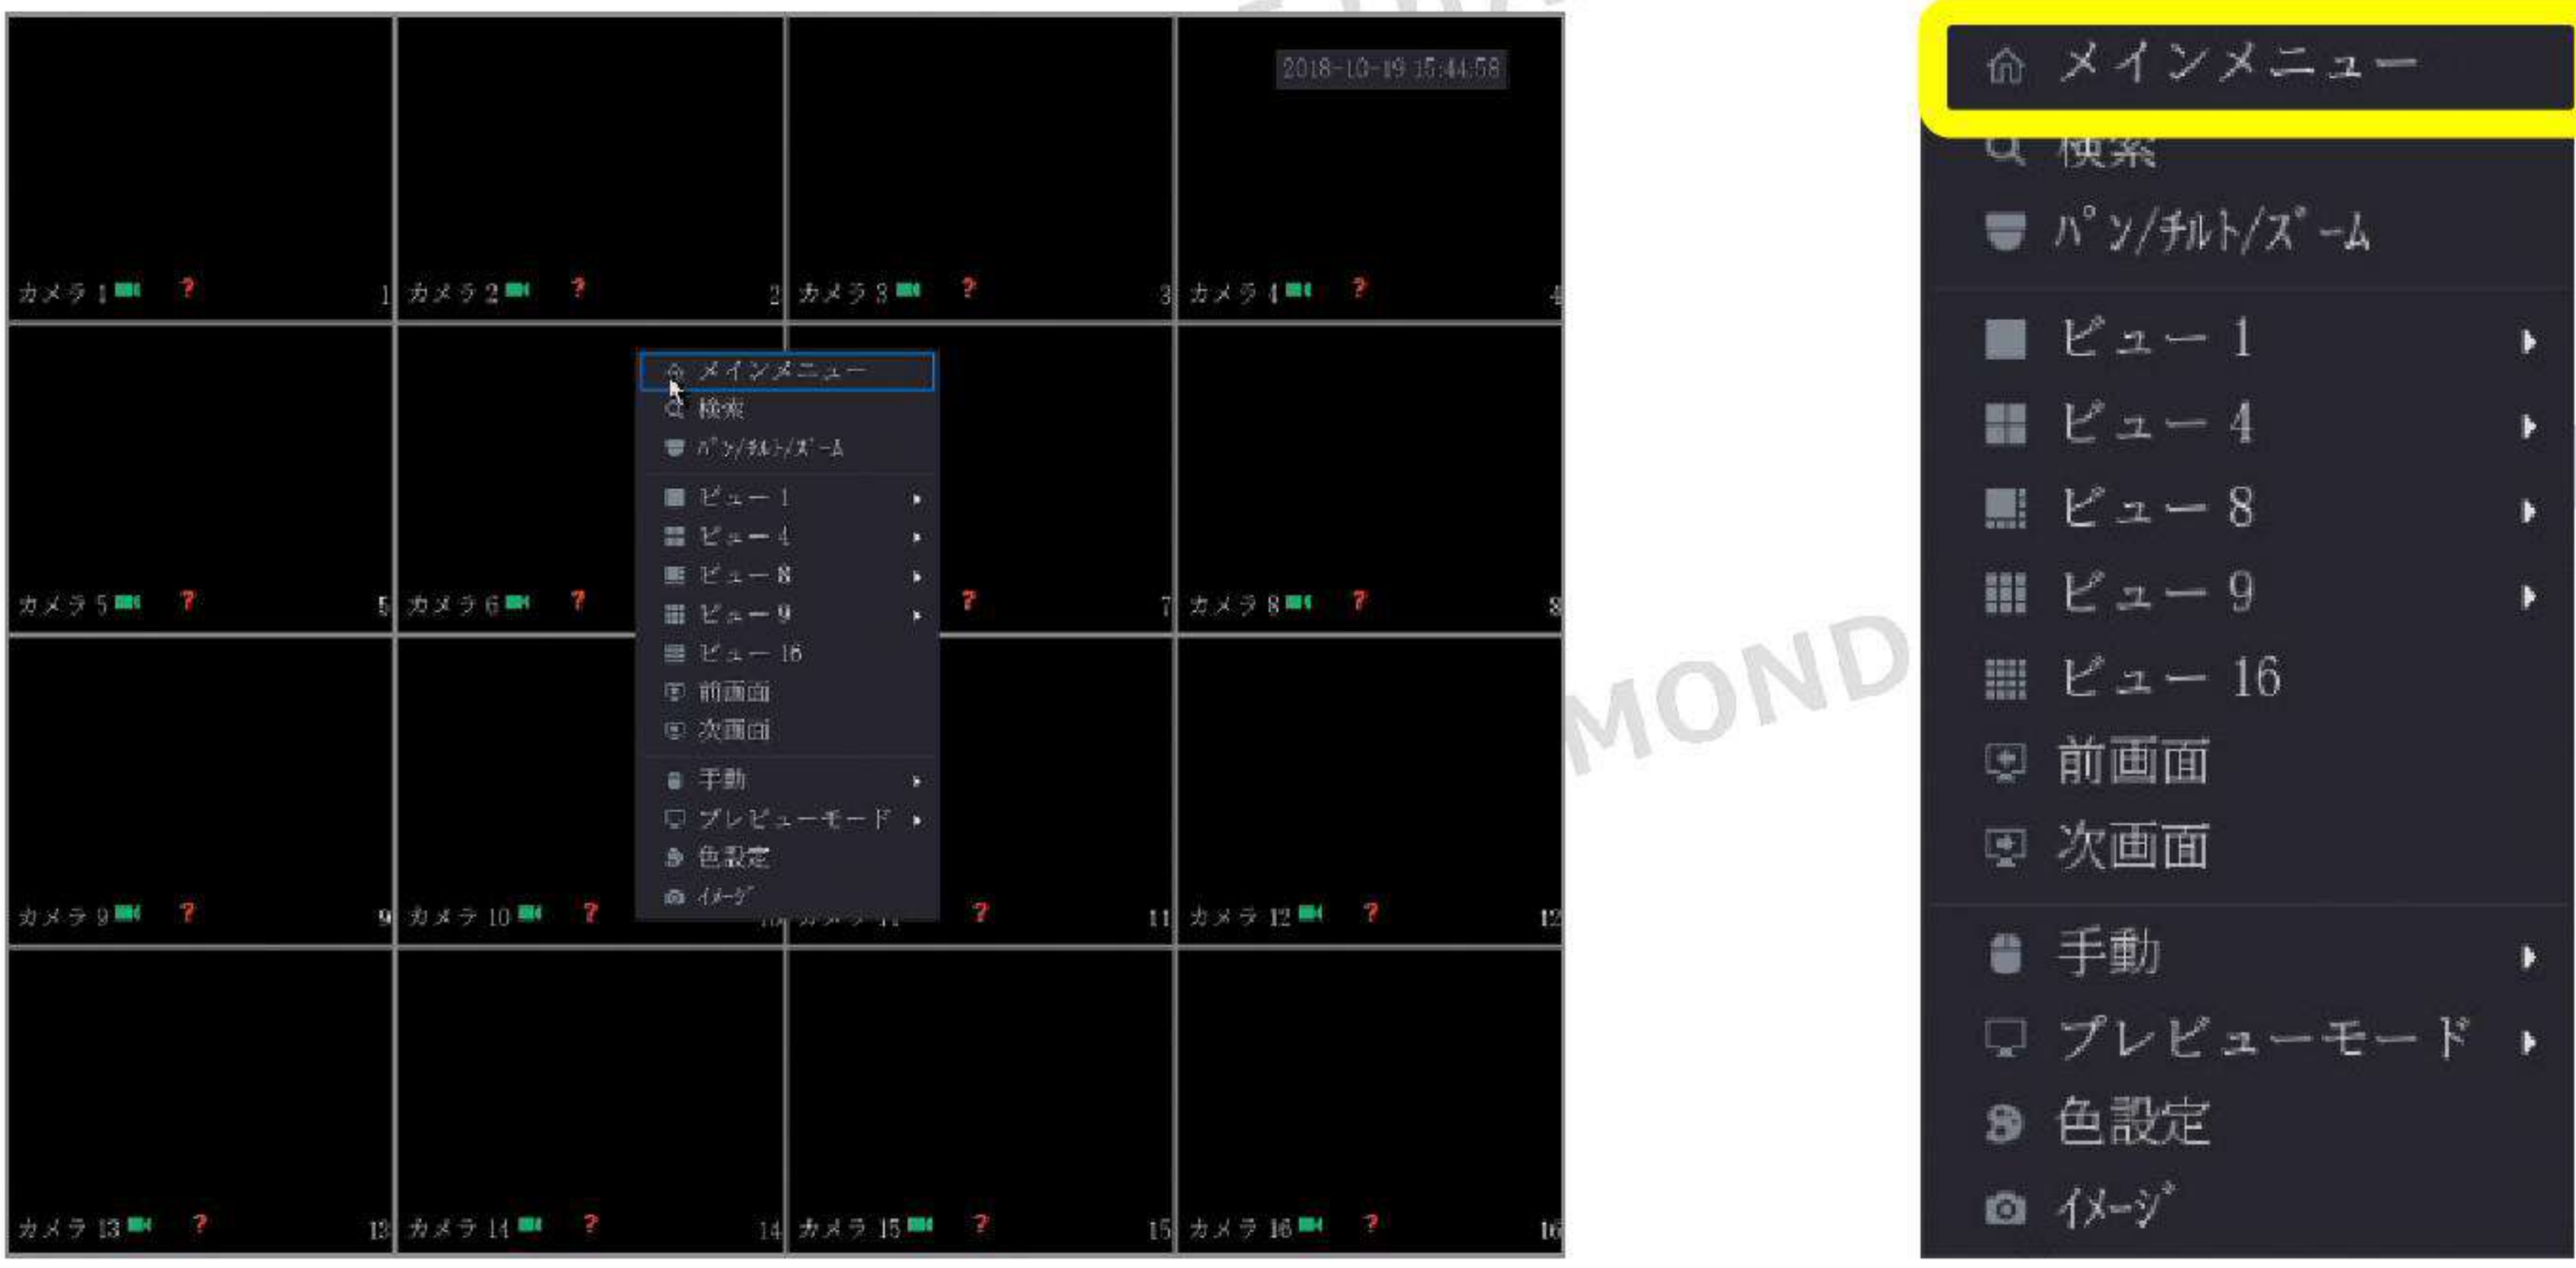 2018-10-19 15:44:58
カメラ 1 ? 1
カメラ 2 ? 2
カメラ 3 ? 3
カメラ 4 ? 4
カメラ 5 ? 5
カメラ 6 ?
? 7
カメラ 8 ? 8
メインメニュー
検索
パン/チルト/ズーム
ビュー 1
ビュー 4
ビュー 8
ビュー 9
ビュー 16
前画面
次画面
手動
プレビューモード
色設定
イメージ
カメラ 9 ? 9
カメラ 10 ?
? 11
カメラ 12 ? 12
カメラ 13 ? 13
カメラ 14 ? 14
カメラ 15 ? 15
カメラ 16 ? 16
MOND
メインメニュー
検索
パン/チルト/ズーム
ビュー 1
ビュー 4
ビュー 8
ビュー 9
ビュー 16
前画面
次画面
手動
プレビューモード
色設定
イメージ